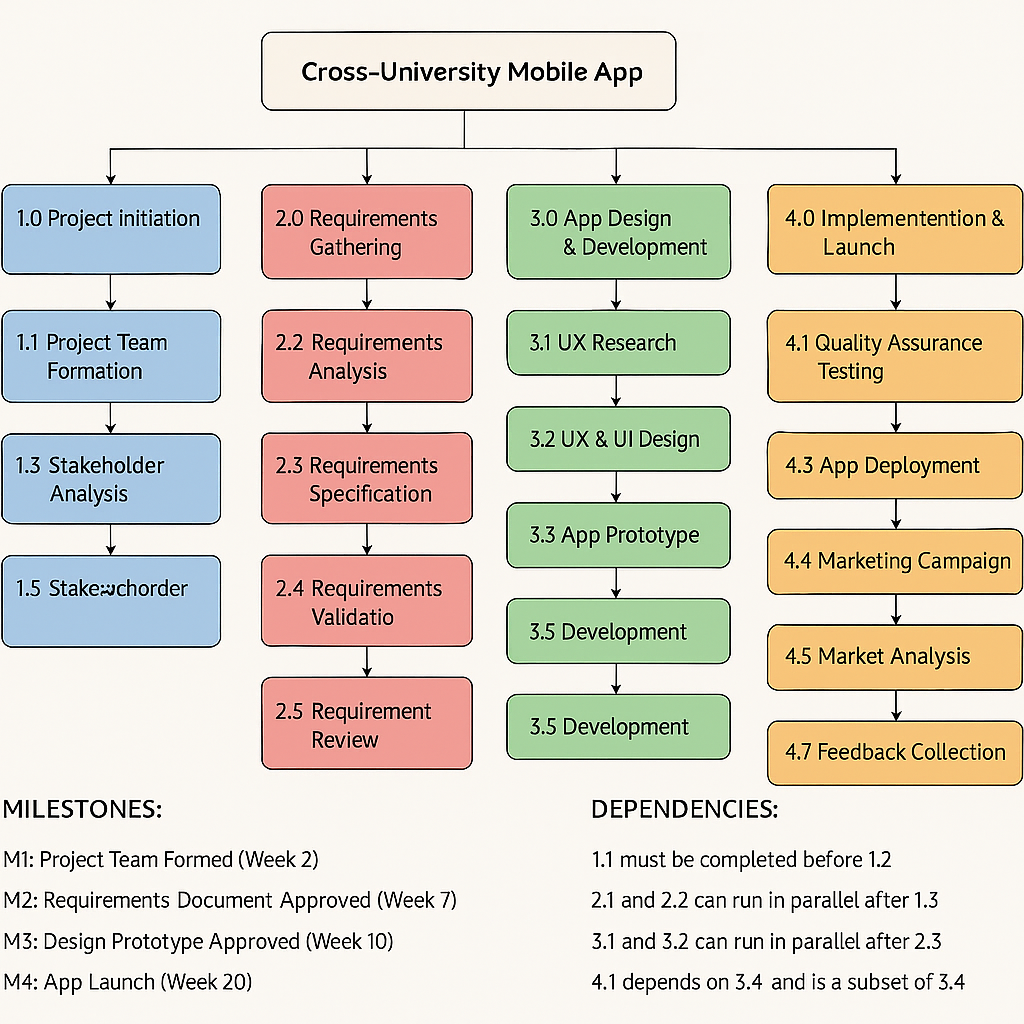 Cross-University Mobile App
1.0 Project initiation
1.1 Project Team
Formation
1.3 Stakeholder
Analysis
1.5
2.0 Requirements
Gathering
2.2 Requirements
Analysis
2.3 Requirements
Specification
2.4 Requirements
Validatio
2.5 Requirement
Review
3.0 App Design
& Development
3.1 UX Research
3.2 UX & UI Design
3.3 App Prototype
3.5 Development
3.5 Development
4.0 Implementention &
Launch
4.1 Quality Assurance
Testing
4.3 App Deployment
4.4 Marketing Campaign
4.5 Market Analysis
4.7 Feedback Collection
MILESTONES:
M1: Project Team Formed (Week 2)
M2: Requirements Document Approved (Week 7)
M3: Design Prototype Approved (Week 10)
M4: App Launch (Week 20)
DEPENDENCIES:
1.1 must be completed before 1.2
2.1 and 2.2 can run in parallel after 1.3
3.1 and 3.2 can run in parallel after 2.3
4.1 depends on 3.4 and is a subset of 3.4